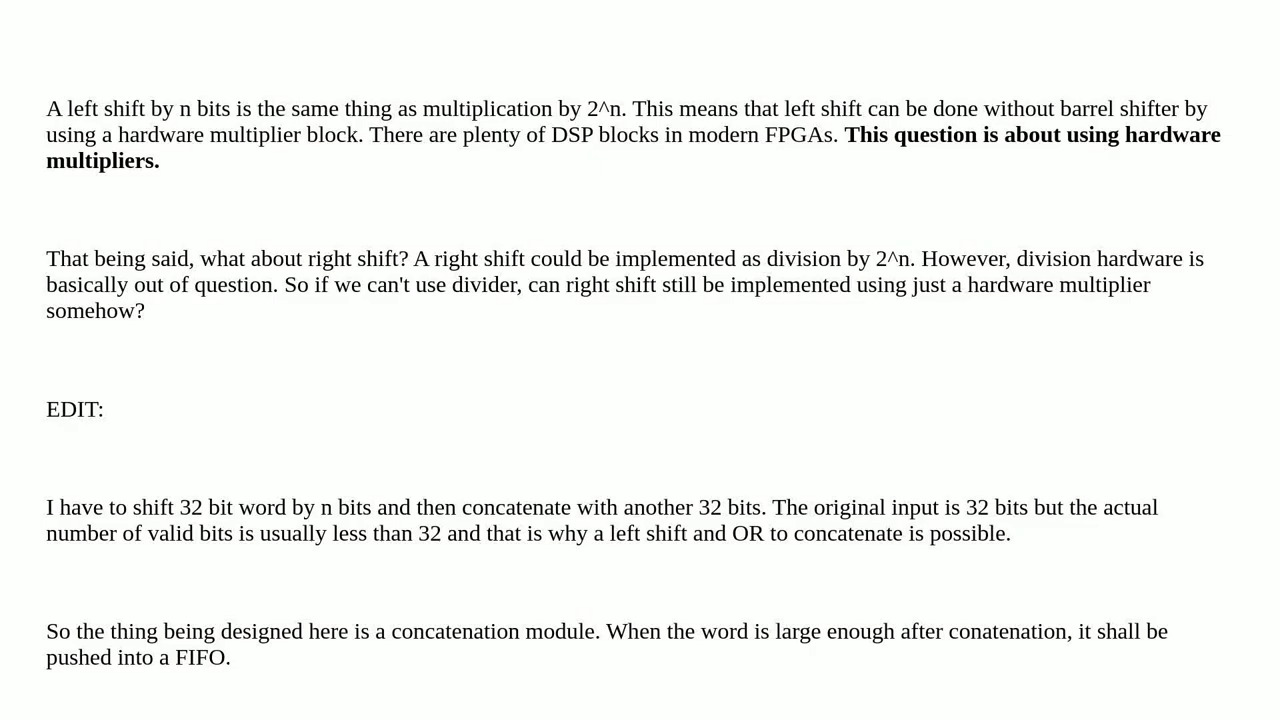 A left shift by n bits is the same thing as multiplication by 2^n. This means that left shift can be done without barrel shifter by
using a hardware multiplier block. There are plenty of DSP blocks in modern FPGAs. This question is about using hardware
multipliers.
That being said, what about right shift? A right shift could be implemented as division by 2^n. However, division hardware is
basically out of question. So if we can't use divider, can right shift still be implemented using just a hardware multiplier
somehow?
EDIT:
I have to shift 32 bit word by n bits and then concatenate with another 32 bits. The original input is 32 bits but the actual
number of valid bits is usually less than 32 and that is why a left shift and OR to concatenate is possible.
So the thing being designed here is a concatenation module. When the word is large enough after conatenation, it shall be
pushed into a FIFO.